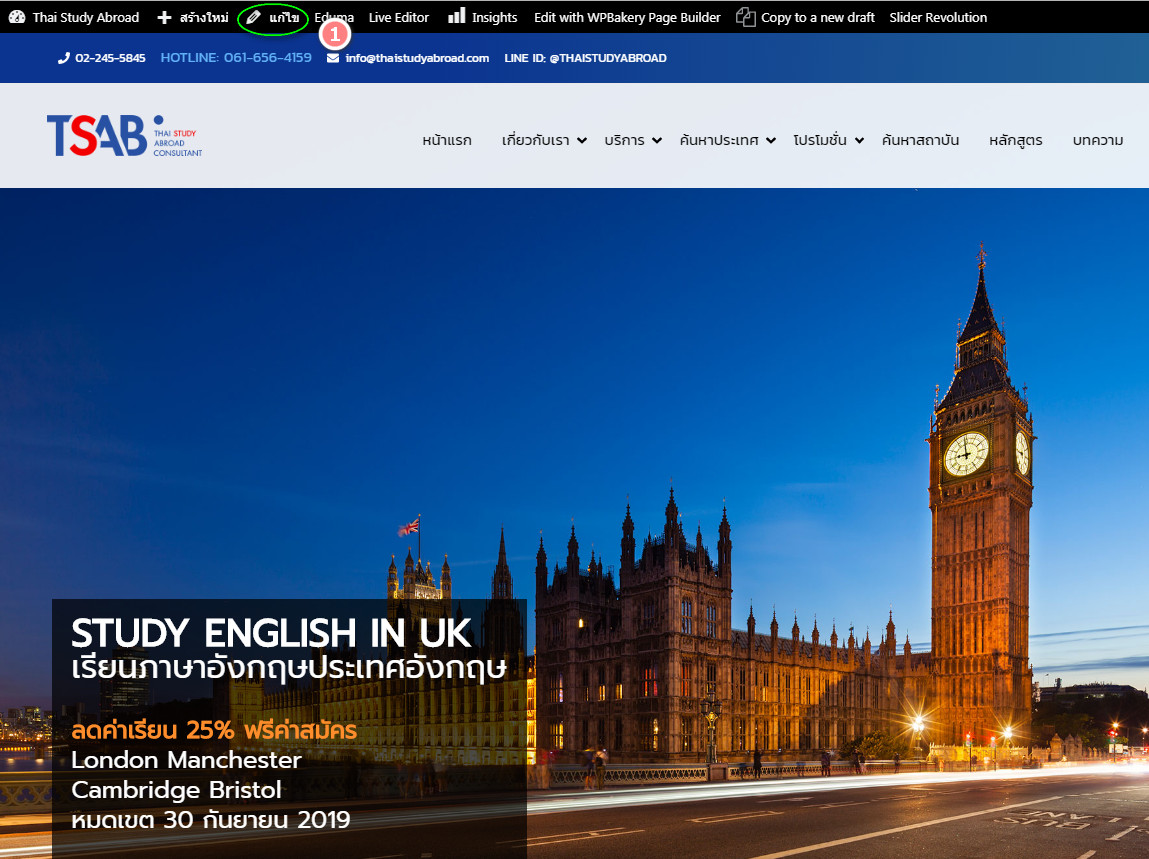 Thai Study Abroad สร้างใหม่ แก้ไข Eduma Live Editor Insights Edit with WPBakery Page Builder Copy to a new draft Slider Revolution
1
02-245-5845 HOTLINE: 061-656-4159 info@thaistudyabroad.com LINE ID; @THAISTUDYABROAD
TSAB
THAI STUDY
ABROAD
CONSULTANT
หน้าแรก เกี่ยวกับเรา บริการ ค้นหาประเทศ โปรโมชั่น ค้นหาสถาบัน หลักสูตร บทความ
STUDY ENGLISH IN UK
เรียนภาษาอังกฤษประเทศอังกฤษ
ลดค่าเรียน 25% ฟรีค่าสมัคร
London Manchester
Cambridge Bristol
หมดเขต 30 กันยายน 2019